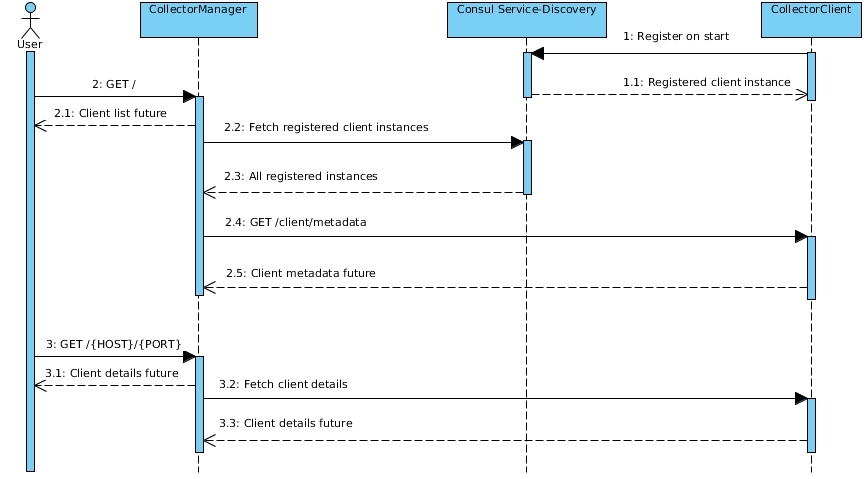 CollectorManager
Consul Service-Discovery
CollectorClient
User
1: Register on start
1.1: Registered client instance
2: GET /
2.1: Client list future
2.2: Fetch registered client instances
2.3: All registered instances
2.4: GET /client/metadata
2.5: Client metadata future
3: GET /{HOST}/{PORT}
3.1: Client details future
3.2: Fetch client details
3.3: Client details future